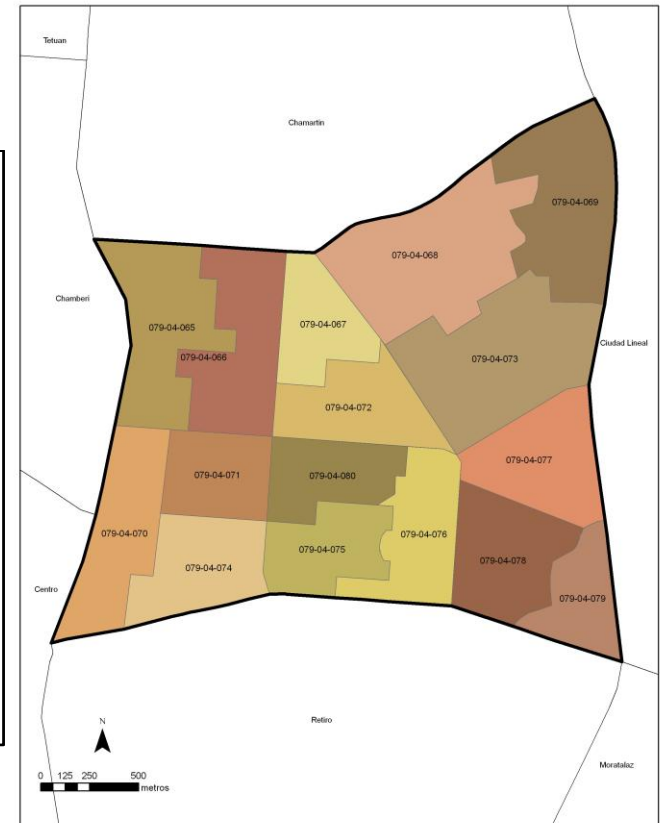 Tetuan
Chamartin
079-04-069
079-04-068
Chamberi
079-04-065
079-04-067
079-04-066
Ciudad Lineal
079-04-073
079-04-072
079-04-071
079-04-080
079-04-077
079-04-070
079-04-076
079-04-075
079-04-074
079-04-078
Centro
079-04-079
N
Retiro
Moratalaz
0 125 250 500
metros